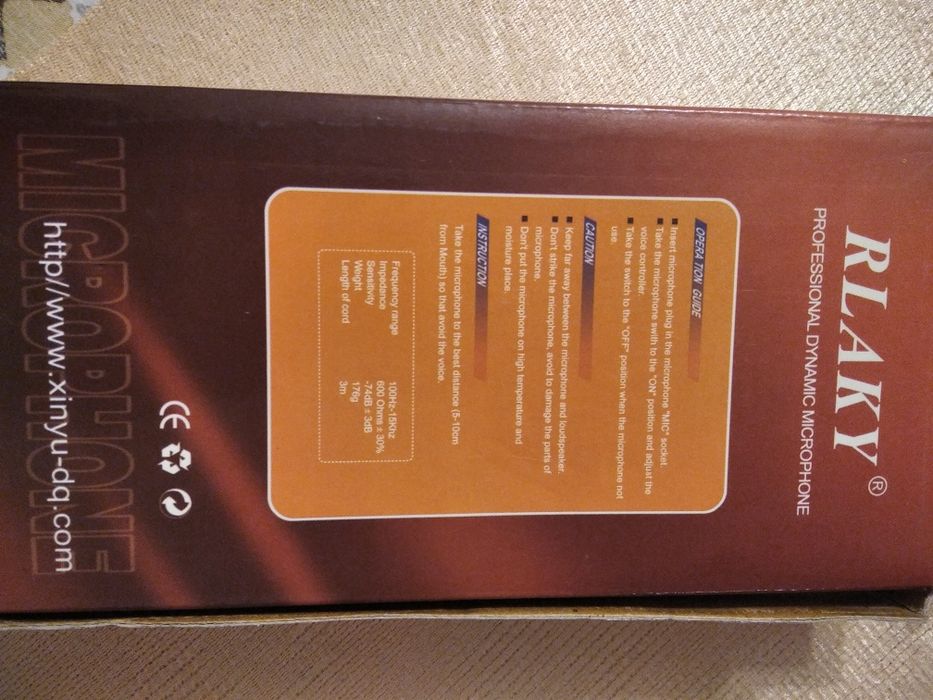 RLAKY®
PROFESSIONAL DYNAMIC MICROPHONE
OPERA TION GUIDE
■ Insert microphone plug in the microphone "MIC" socket.
■ Take the microphone swith to the "ON" position and adjust the
voice controller.
■ Take the switch to the "OFF" position when the microphone not
use.
CAUTION
■ Keep far away between the microphone and loudspeaker.
■ Don't strike the microphone, avoid to damage the parts of
microphone.
■ Don't put the microphone on high temperature and
moisture place.
INSTRUCTION
Take the microphone to the best distance (5-10cm
from Mouth) so that avoid the voice.
Frequency range 100Hz-15Khz
Impedance 600 Ohms ± 30%
Sensitivity -74dB ± 3dB
Weight 176g
Length of cord 3m
CE
MICROPHONE
http//www.xinyu-dq.com